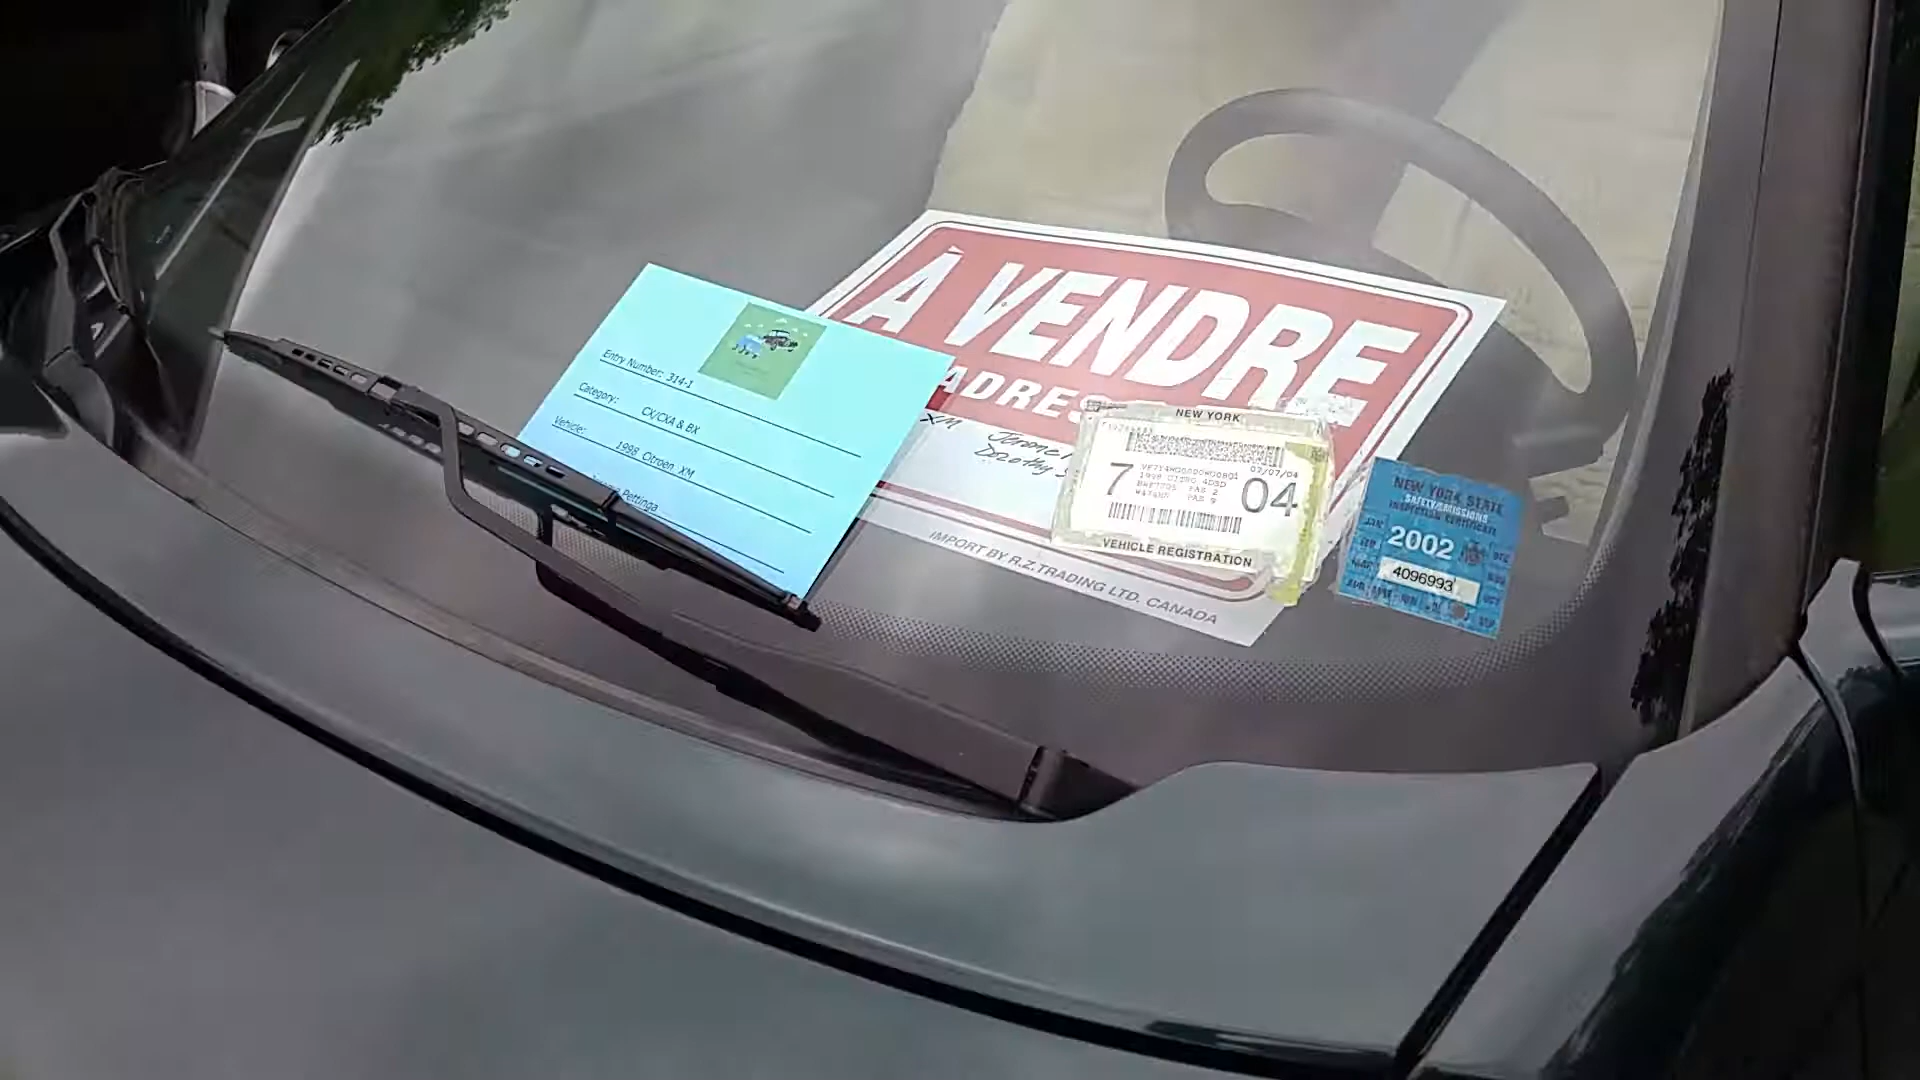 À VENDRE
ADRES
XM
Dorothy
IMPORT BY R.Z. TRADING LTD. CANADA
Entry Number: 314-1
Category: CX/CXA & BX
Vehicle: 1998 Citroen XM
Pettinga
NEW YORK
07/07/04
7 04
1998 CITRO 4DSD
VEHICLE REGISTRATION
NEW YORK STATE
SAFETY/EMISSIONS
INSPECTION CERTIFICATE
2002
4096993